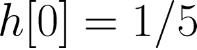 h[0] = 1/5